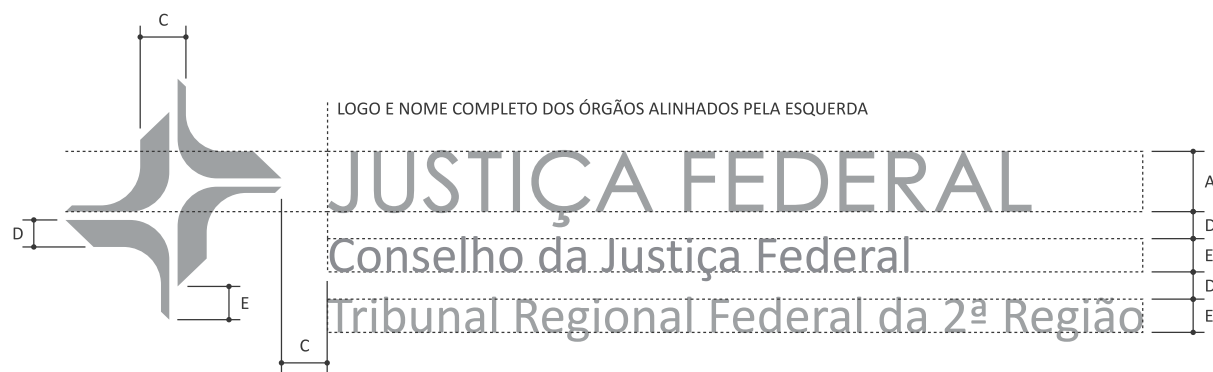 C
LOGO E NOME COMPLETO DOS ÓRGÃOS ALINHADOS PELA ESQUERDA
JUSTIÇA FEDERAL
A
D
D
Conselho da Justiça Federal
E
D
E
Tribunal Regional Federal da 2ª Região
E
C